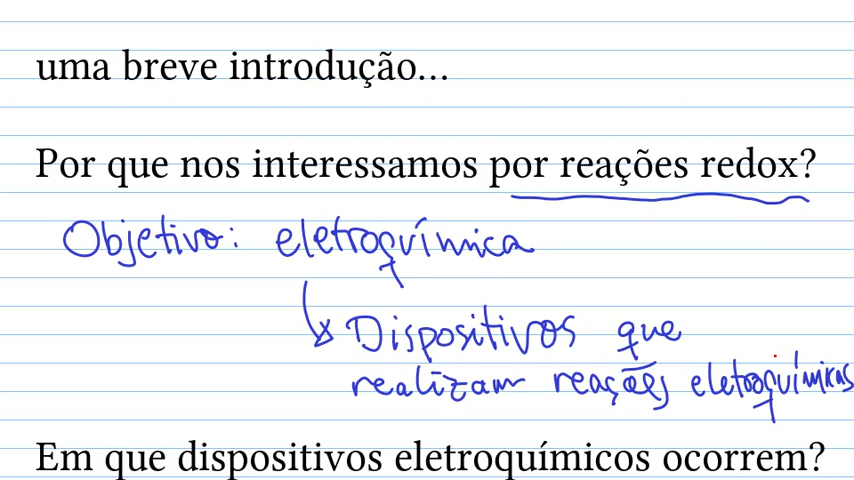 uma breve introdução...
Por que nos interessamos por reações redox?
Objetivo: eletroquímica
Dispositivos que
realizam reações eletroquímicas
Em que dispositivos eletroquímicos ocorrem?